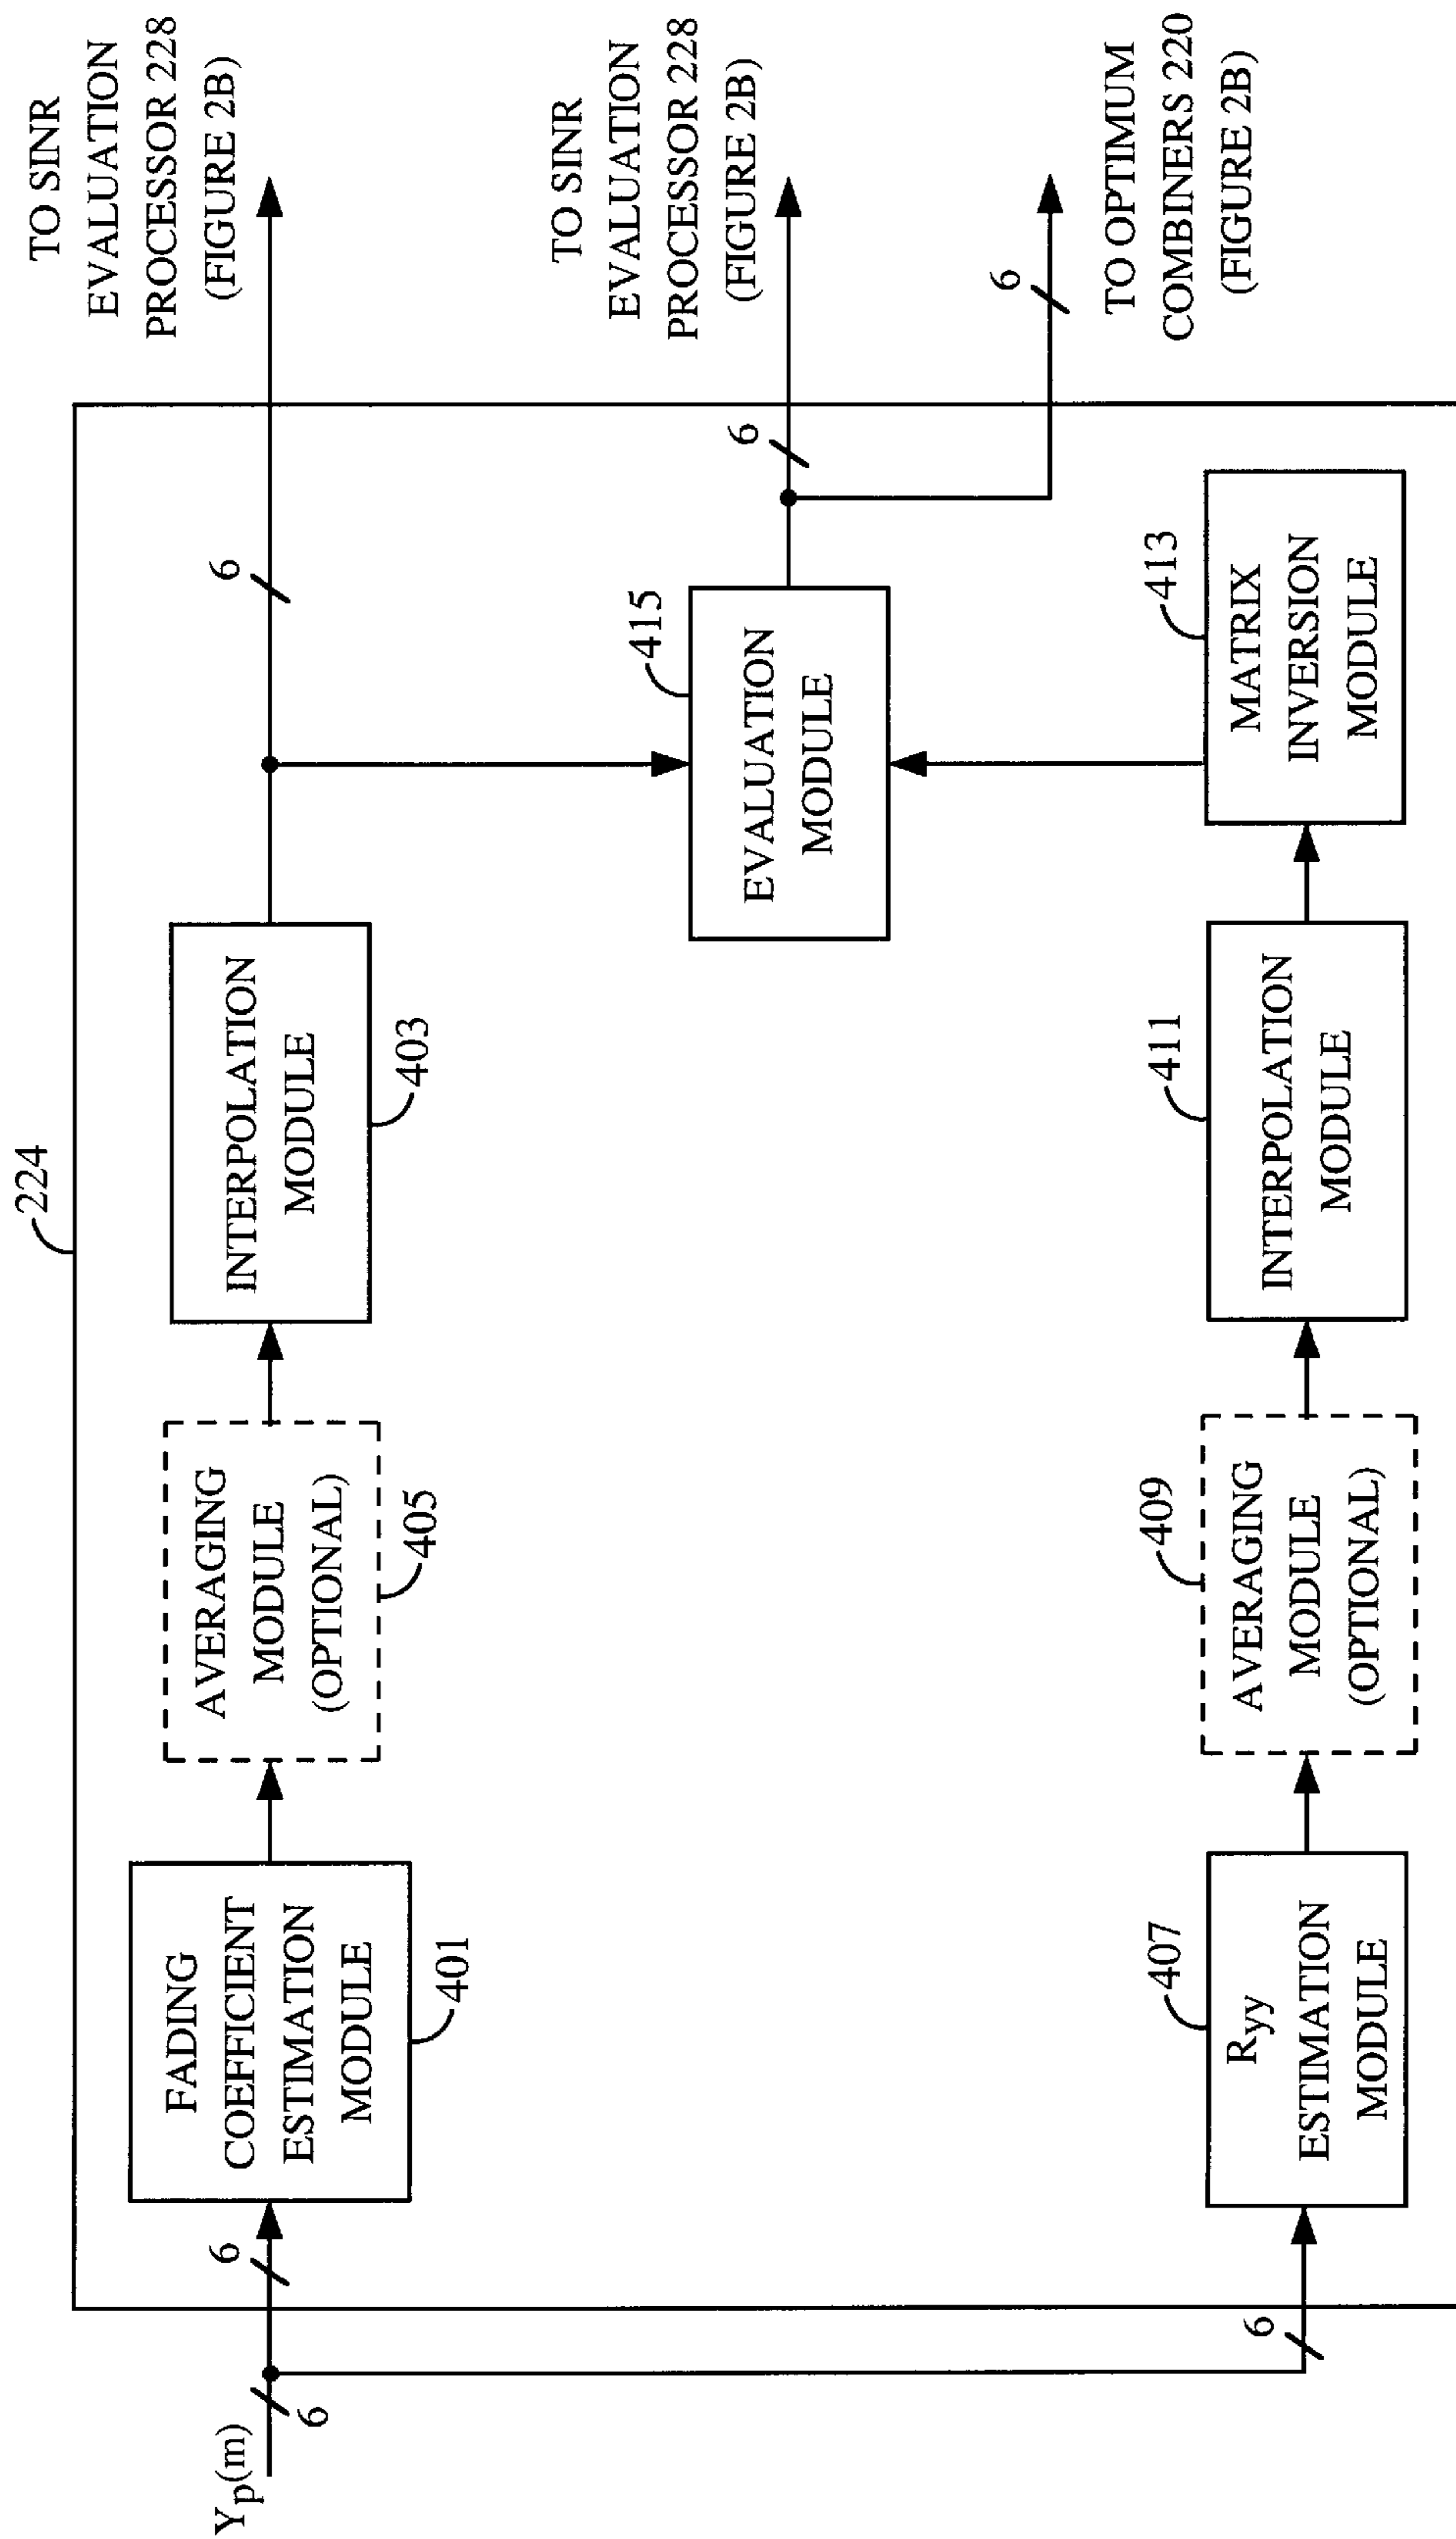 224
Yp(m)
6
6
FADING
COEFFICIENT
ESTIMATION
MODULE
401
AVERAGING
MODULE
(OPTIONAL)
405
INTERPOLATION
MODULE
403
6
TO SINR
EVALUATION
PROCESSOR 228
(FIGURE 2B)
415
EVALUATION
MODULE
6
TO SINR
EVALUATION
PROCESSOR 228
(FIGURE 2B)
6
TO OPTIMUM
COMBINERS 220
(FIGURE 2B)
6
407
Ryy
ESTIMATION
MODULE
409
AVERAGING
MODULE
(OPTIONAL)
411
INTERPOLATION
MODULE
413
MATRIX
INVERSION
MODULE